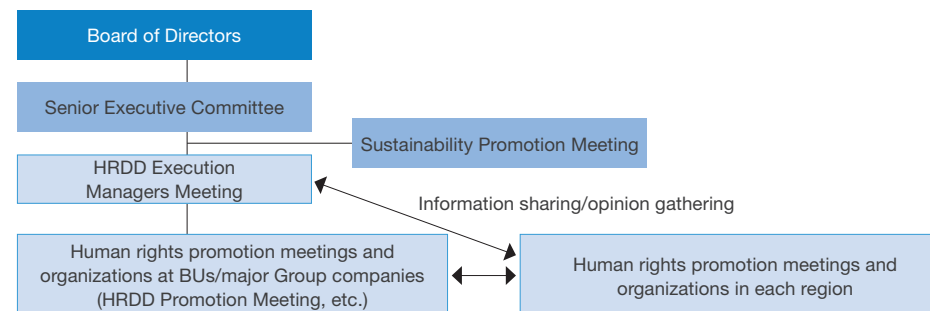 Board of Directors
Senior Executive Committee
Sustainability Promotion Meeting
HRDD Execution
Managers Meeting
Information sharing/opinion gathering
Human rights promotion meetings and
organizations at BUs/major Group companies
(HRDD Promotion Meeting, etc.)
Human rights promotion meetings and
organizations in each region